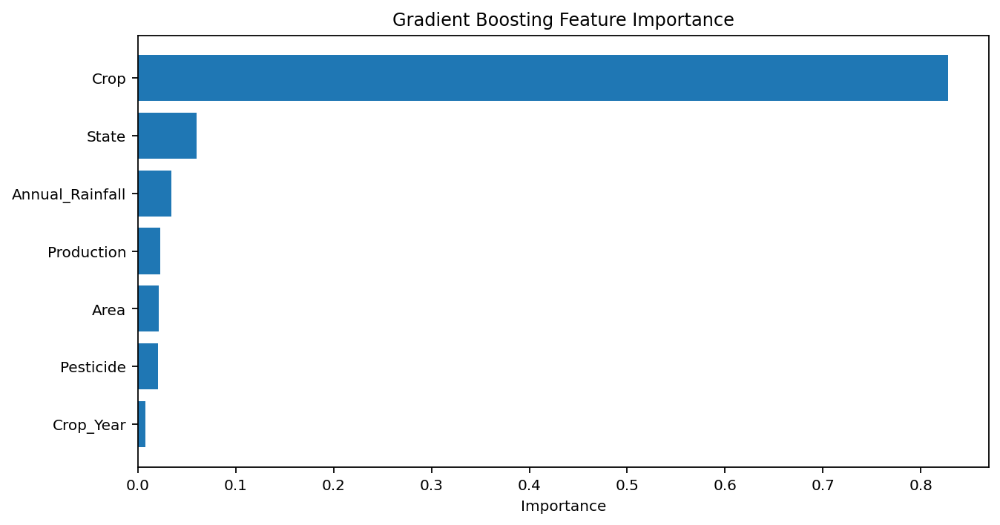 Gradient Boosting Feature Importance
Crop
State
Annual_Rainfall
Production
Area
Pesticide
Crop_Year
0.0 0.1 0.2 0.3 0.4 0.5 0.6 0.7 0.8
Importance